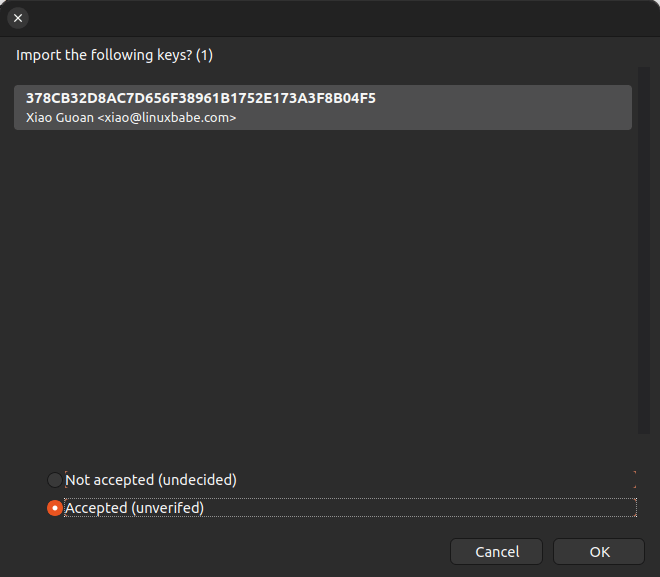 Import the following keys? (1)
378CB32D8AC7D656F38961B1752E173A3F8B04F5
Xiao Guoan <xiao@linuxbabe.com>
Not accepted (undecided)
Accepted (unverifed)
Cancel
OK